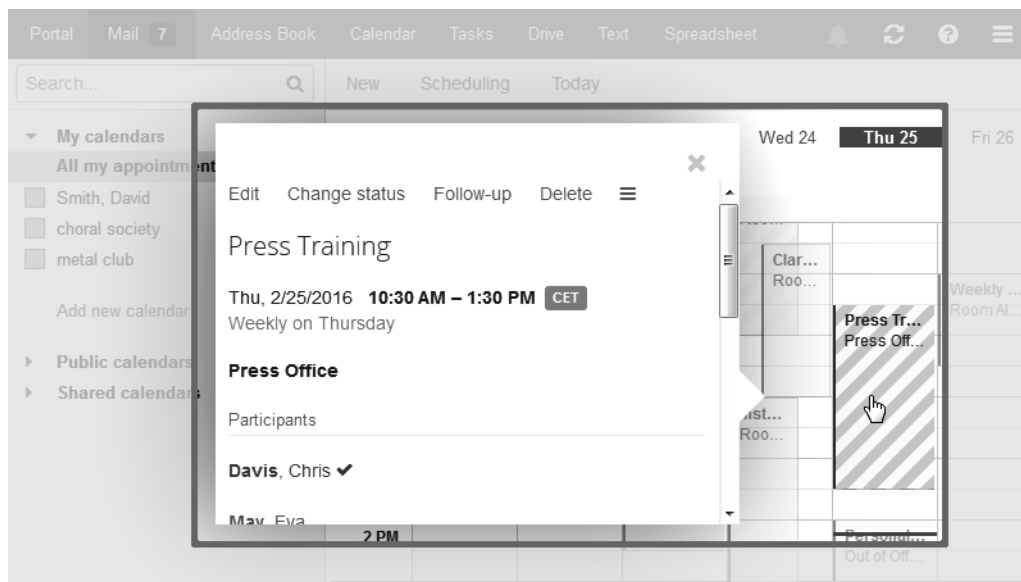 Portal Mail 7 Address Book Calendar Tasks Drive Text Spreadsheet
Search... New Scheduling Today
My calendars
All my appointment
Smith, David
choral society
metal club
Add new calendar
Public calendars
Shared calendars
Wed 24 Thu 25 Fri 26
Edit Change status Follow-up Delete
Press Training
Thu, 2/25/2016 10:30 AM – 1:30 PM CET
Weekly on Thursday
Press Office
Participants
Davis, Chris
May, Eva
2 PM
Clar...
Roo...
Press Tr...
Press Off...
Weekly ...
Room Al...
Roo...
Personal...
Out of Off...